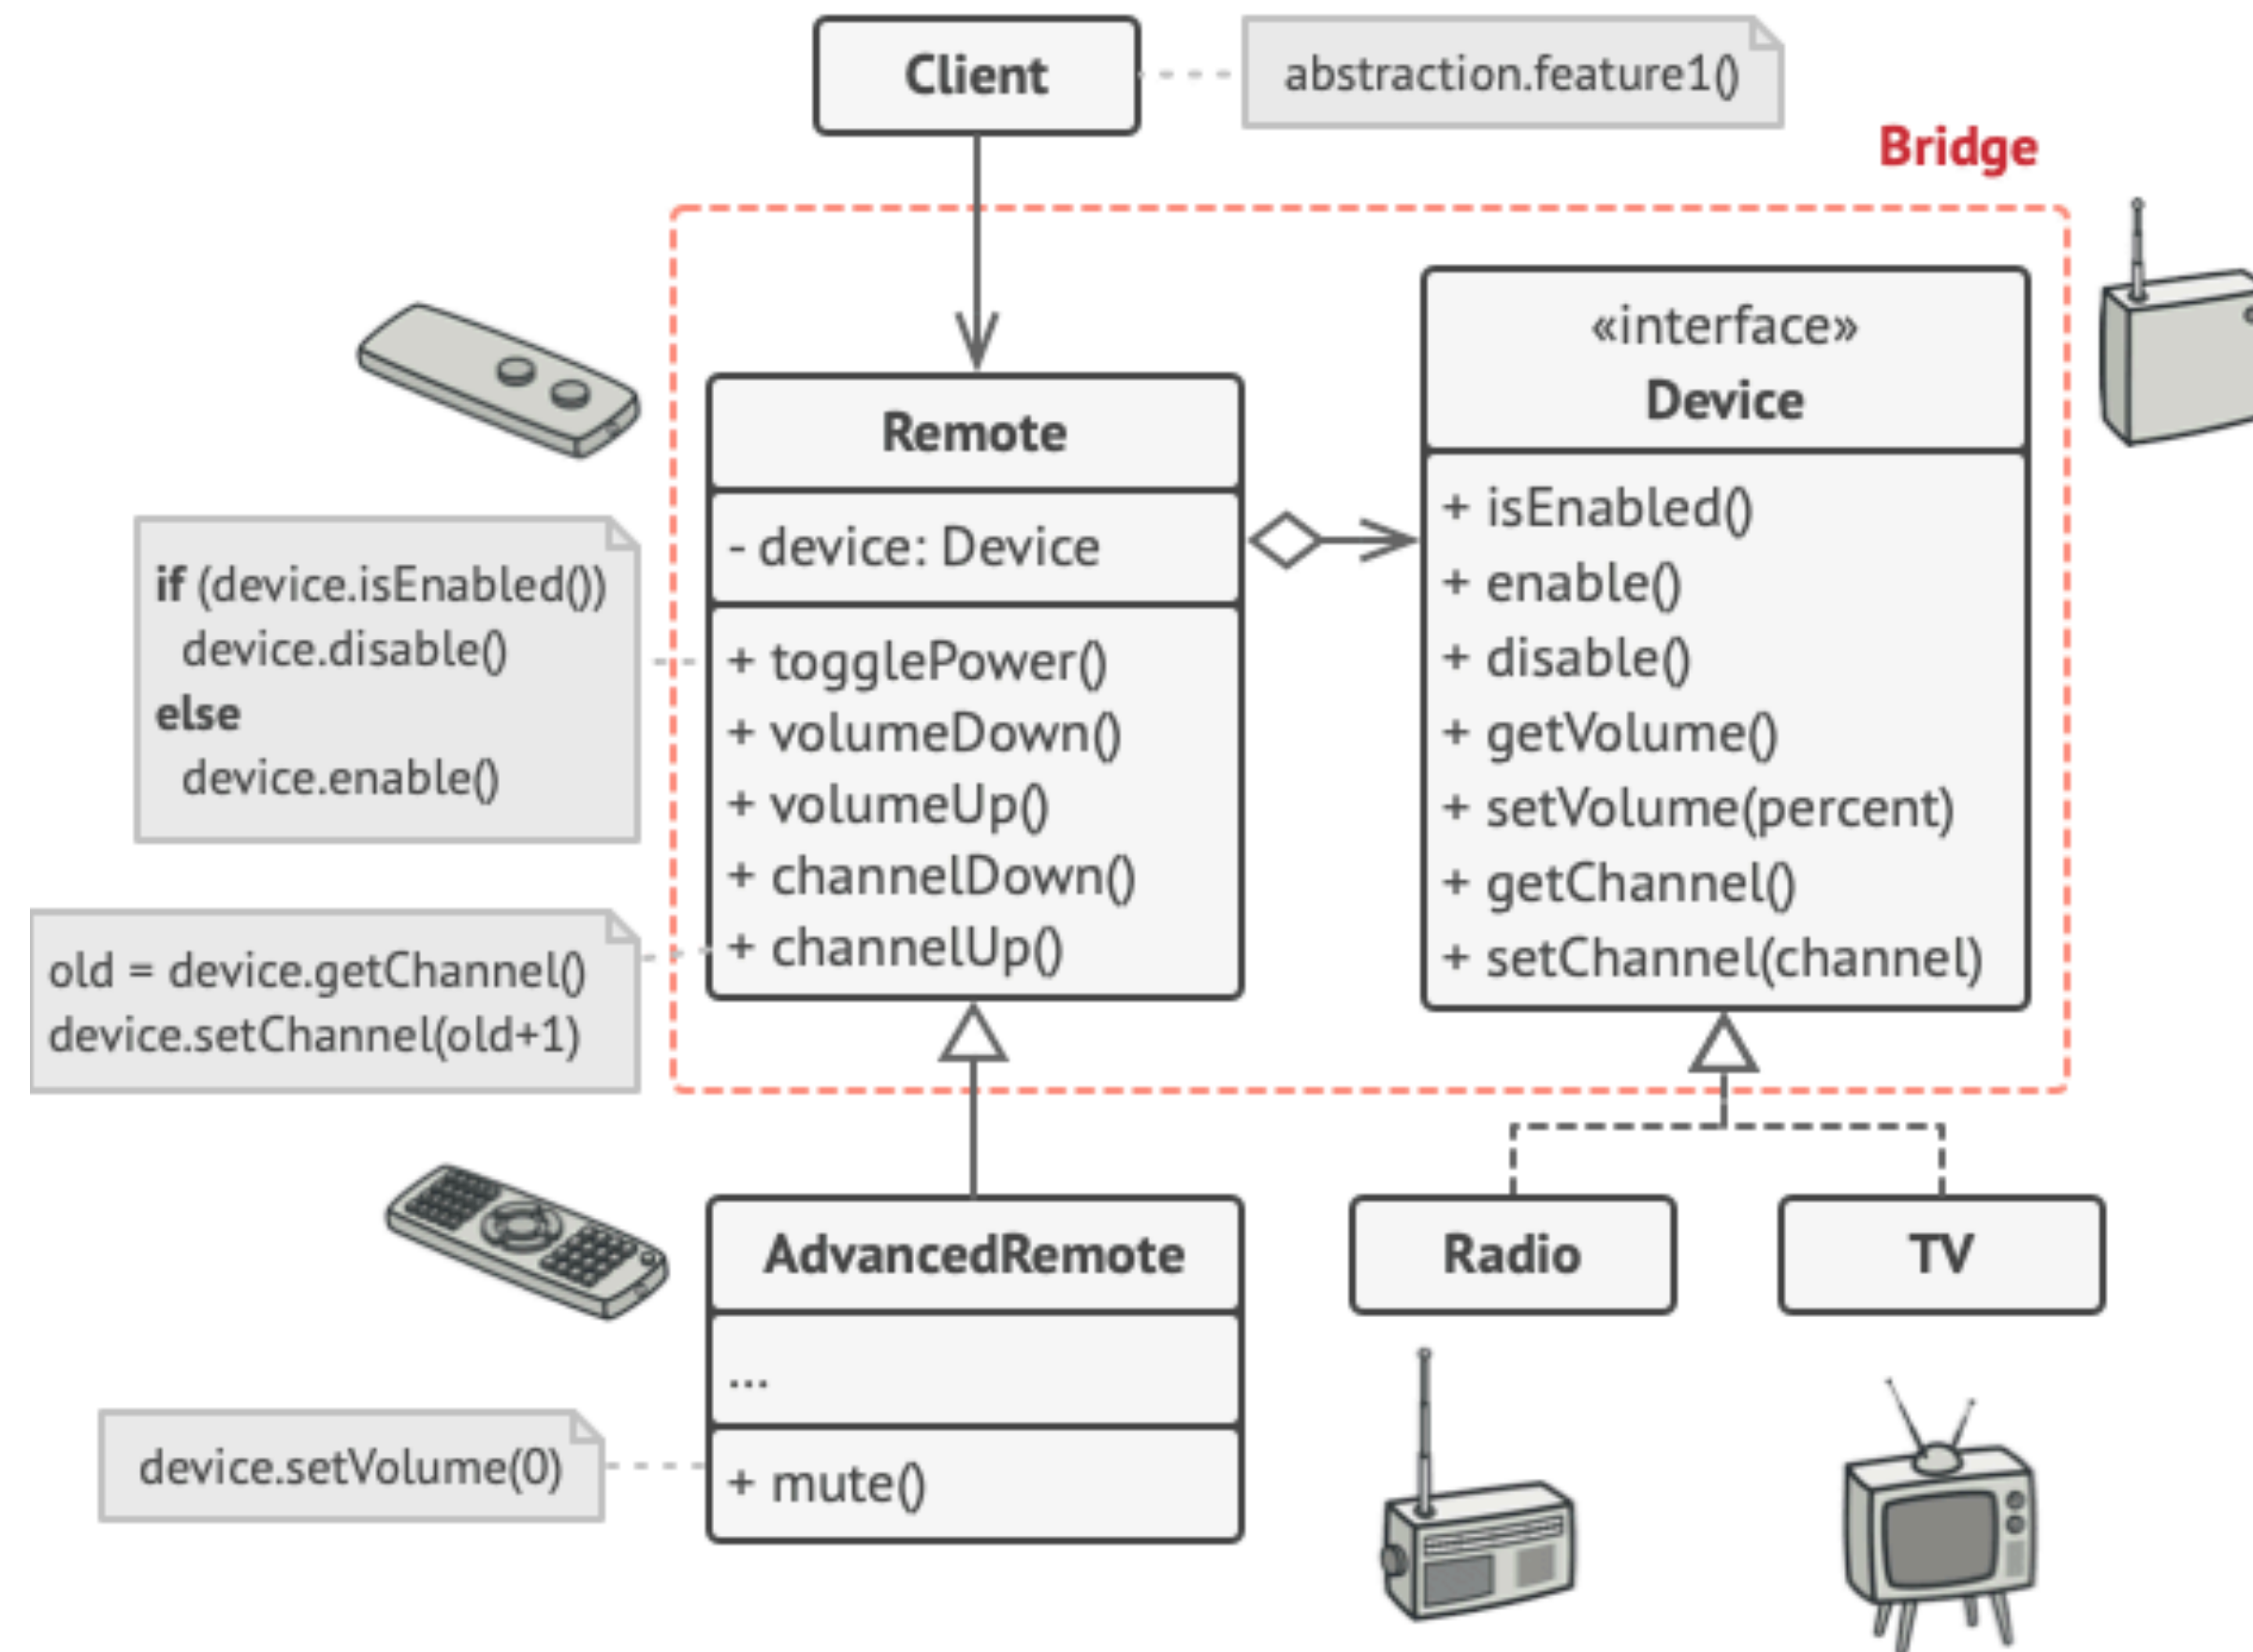 Client
abstraction.feature1()
Bridge
Remote
- device: Device
+ togglePower()
+ volumeDown()
+ volumeUp()
+ channelDown()
+ channelUp()
«interface»
Device
+ isEnabled()
+ enable()
+ disable()
+ getVolume()
+ setVolume(percent)
+ getChannel()
+ setChannel(channel)
if (device.isEnabled())
device.disable()
else
device.enable()
old = device.getChannel()
device.setChannel(old+1)
AdvancedRemote
...
+ mute()
device.setVolume(0)
Radio
TV